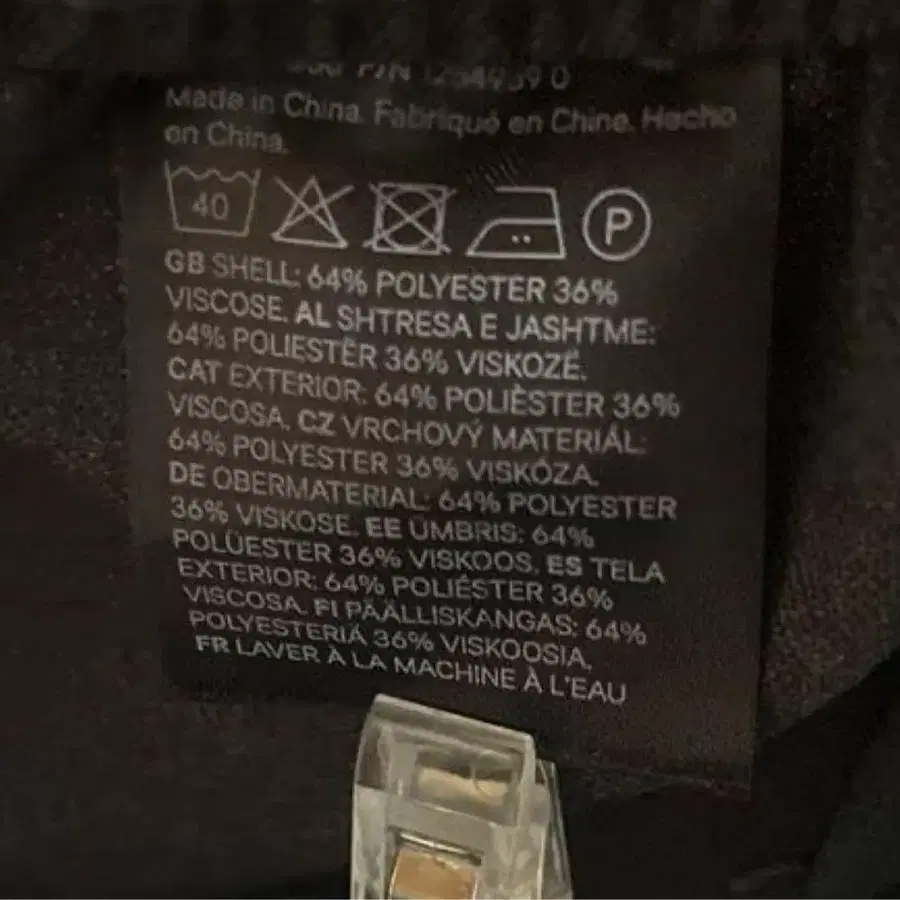 P/N
Made in China. Fabriqué en Chine. Hecho
en China.
40
P
GB SHELL: 64% POLYESTER 36%
VISCOSE. AL SHTRESA E JASHTME:
64% POLIESTËR 36% VISKOZË.
CAT EXTERIOR: 64% POLIÈSTER 36%
VISCOSA. CZ VRCHOVÝ MATERIÁL:
64% POLYESTER 36% VISKÓZA.
DE OBERMATERIAL: 64% POLYESTER
36% VISKOSE. EE ÜMBRIS: 64%
POLÜESTER 36% VISKOOS. ES TELA
EXTERIOR: 64% POLIÉSTER 36%
VISCOSA. FI PÄÄLLISKANGAS: 64%
POLYESTERIÄ 36% VISKOOSIA.
FR LAVER À LA MACHINE À L'EAU